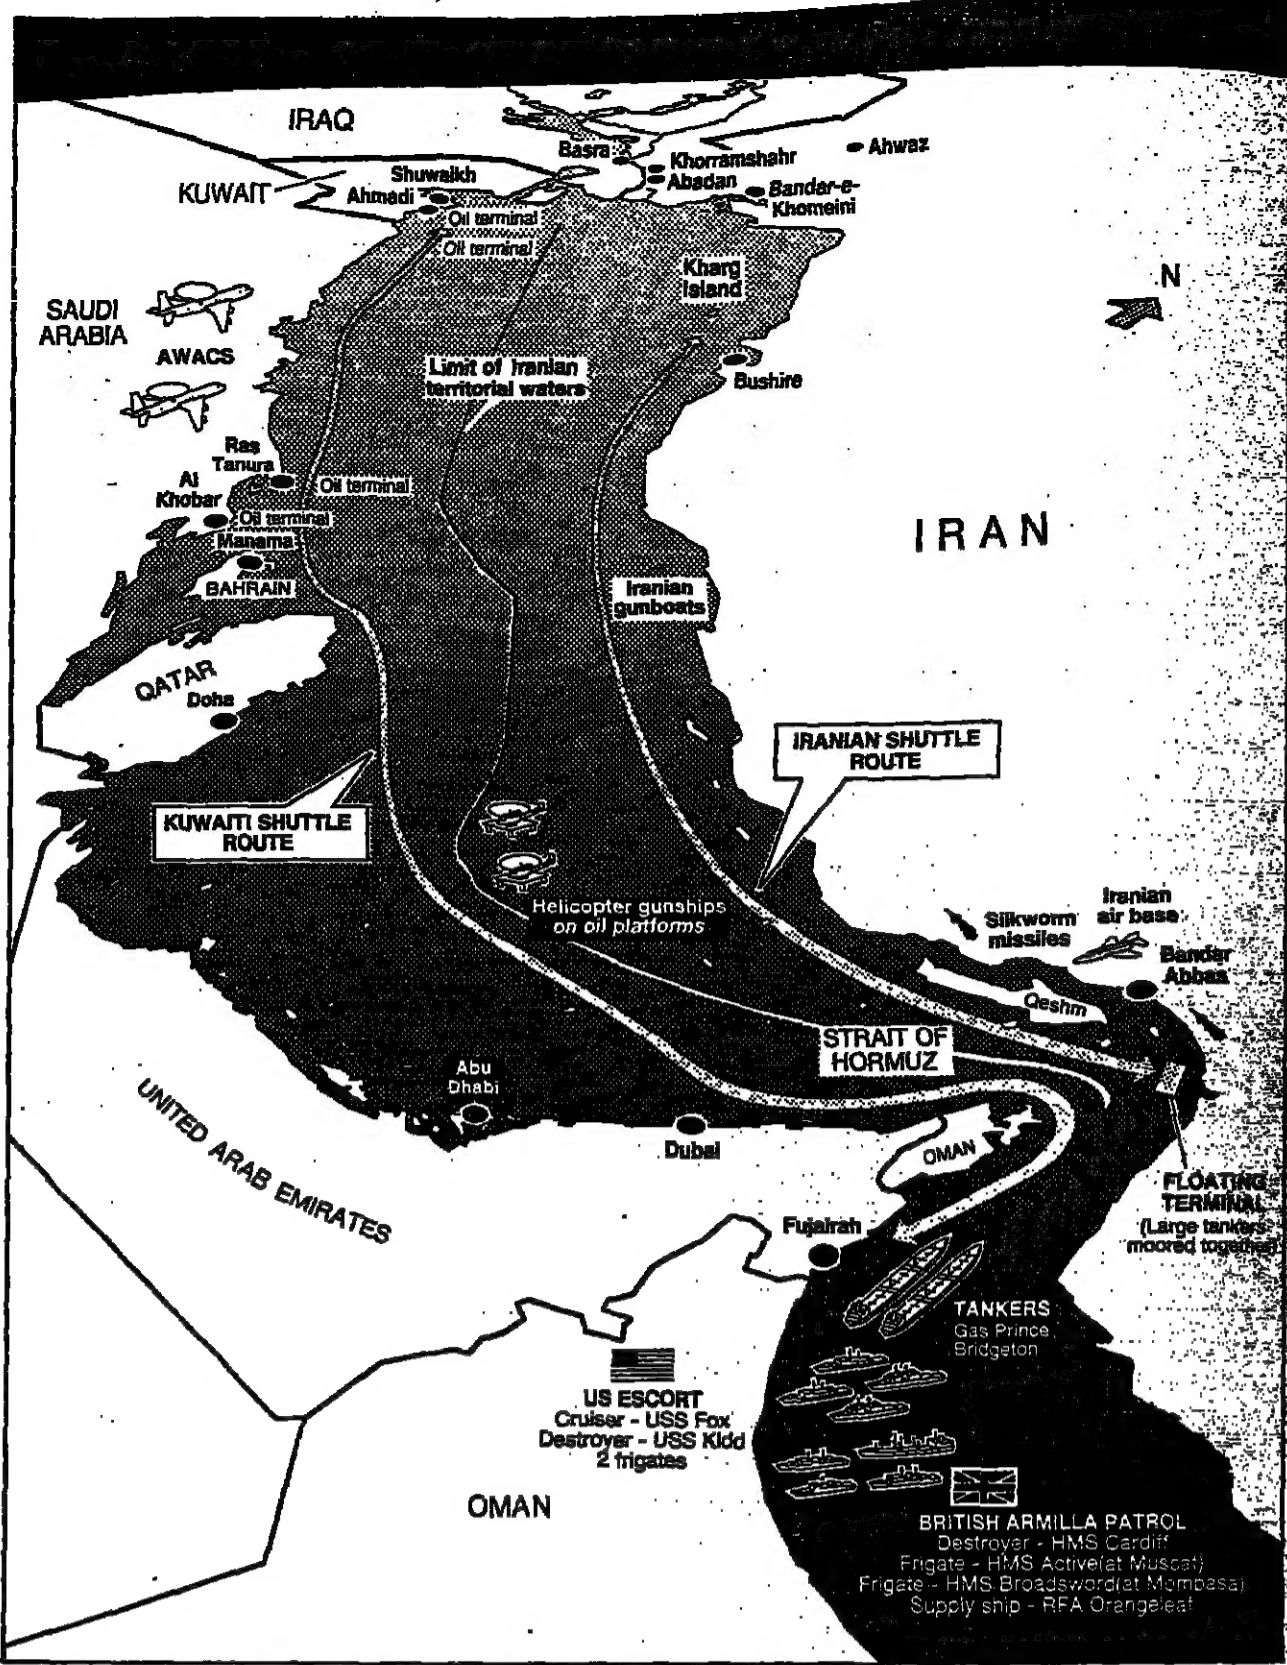 IRAQ
Basra
Khorramshahr
Abadan
Ahwaz
Bandar-e-
Khomeini
KUWAIT
Shuwaikh
Ahmadi
Oil terminal
Oil terminal
Kharg
Island
N
SAUDI
ARABIA
AWACS
Limit of Iranian
territorial waters
Bushire
Ras
Tanura
Oil terminal
Al
Khobar
Oil terminal
Manama
BAHRAIN
IRAN
Iranian
gunboats
QATAR
Doha
IRANIAN SHUTTLE
ROUTE
KUWAITI SHUTTLE
ROUTE
Helicopter gunships
on oil platforms
Silkworm
missiles
Iranian
air base
Bandar
Abbas
Qeshm
STRAIT OF
HORMUZ
Abu
Dhabi
Dubai
UNITED ARAB EMIRATES
OMAN
FLOATING
TERMINAL
(Large tankers
moored together
Fujairah
TANKERS
Gas Prince
Bridgeton
US ESCORT
Cruiser - USS Fox
Destroyer - USS Kidd
2 frigates
OMAN
BRITISH ARMILLA PATROL
Destroyer - HMS Cardiff
Frigate - HMS Active(at Muscat)
Frigate - HMS Broadsword(at Mombasa)
Supply ship - RFA Orangeleaf